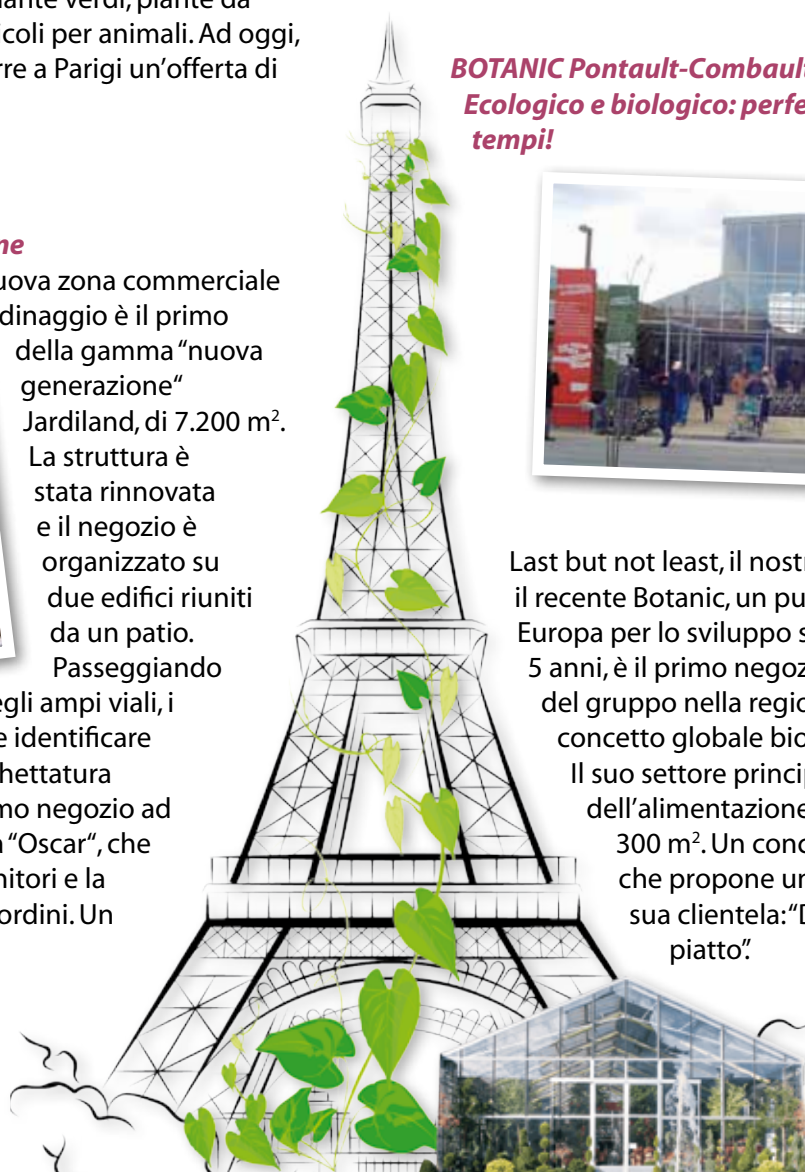 iante verdi, piante da
icoli per animali. Ad oggi,
rre a Parigi un’offerta di
ne
uova zona commerciale
dinaggio è il primo
della gamma “nuova
generazione“
Jardiland, di 7.200 m².
La struttura è
stata rinnovata
e il negozio è
organizzato su
due edifici riuniti
da un patio.
Passeggiando
egli ampi viali, i
e identificare
hettatura
mo negozio ad
“Oscar“, che
nitori e la
ordini. Un
BOTANIC Pontault-Combault
Ecologico e biologico: perfe
tempi!
Last but not least, il nostr
il recente Botanic, un pu
Europa per lo sviluppo s
5 anni, è il primo negoz
del gruppo nella regio
concetto globale bio
Il suo settore princip
dell’alimentazione
300 m². Un conc
che propone un
sua clientela: “D
piatto”.